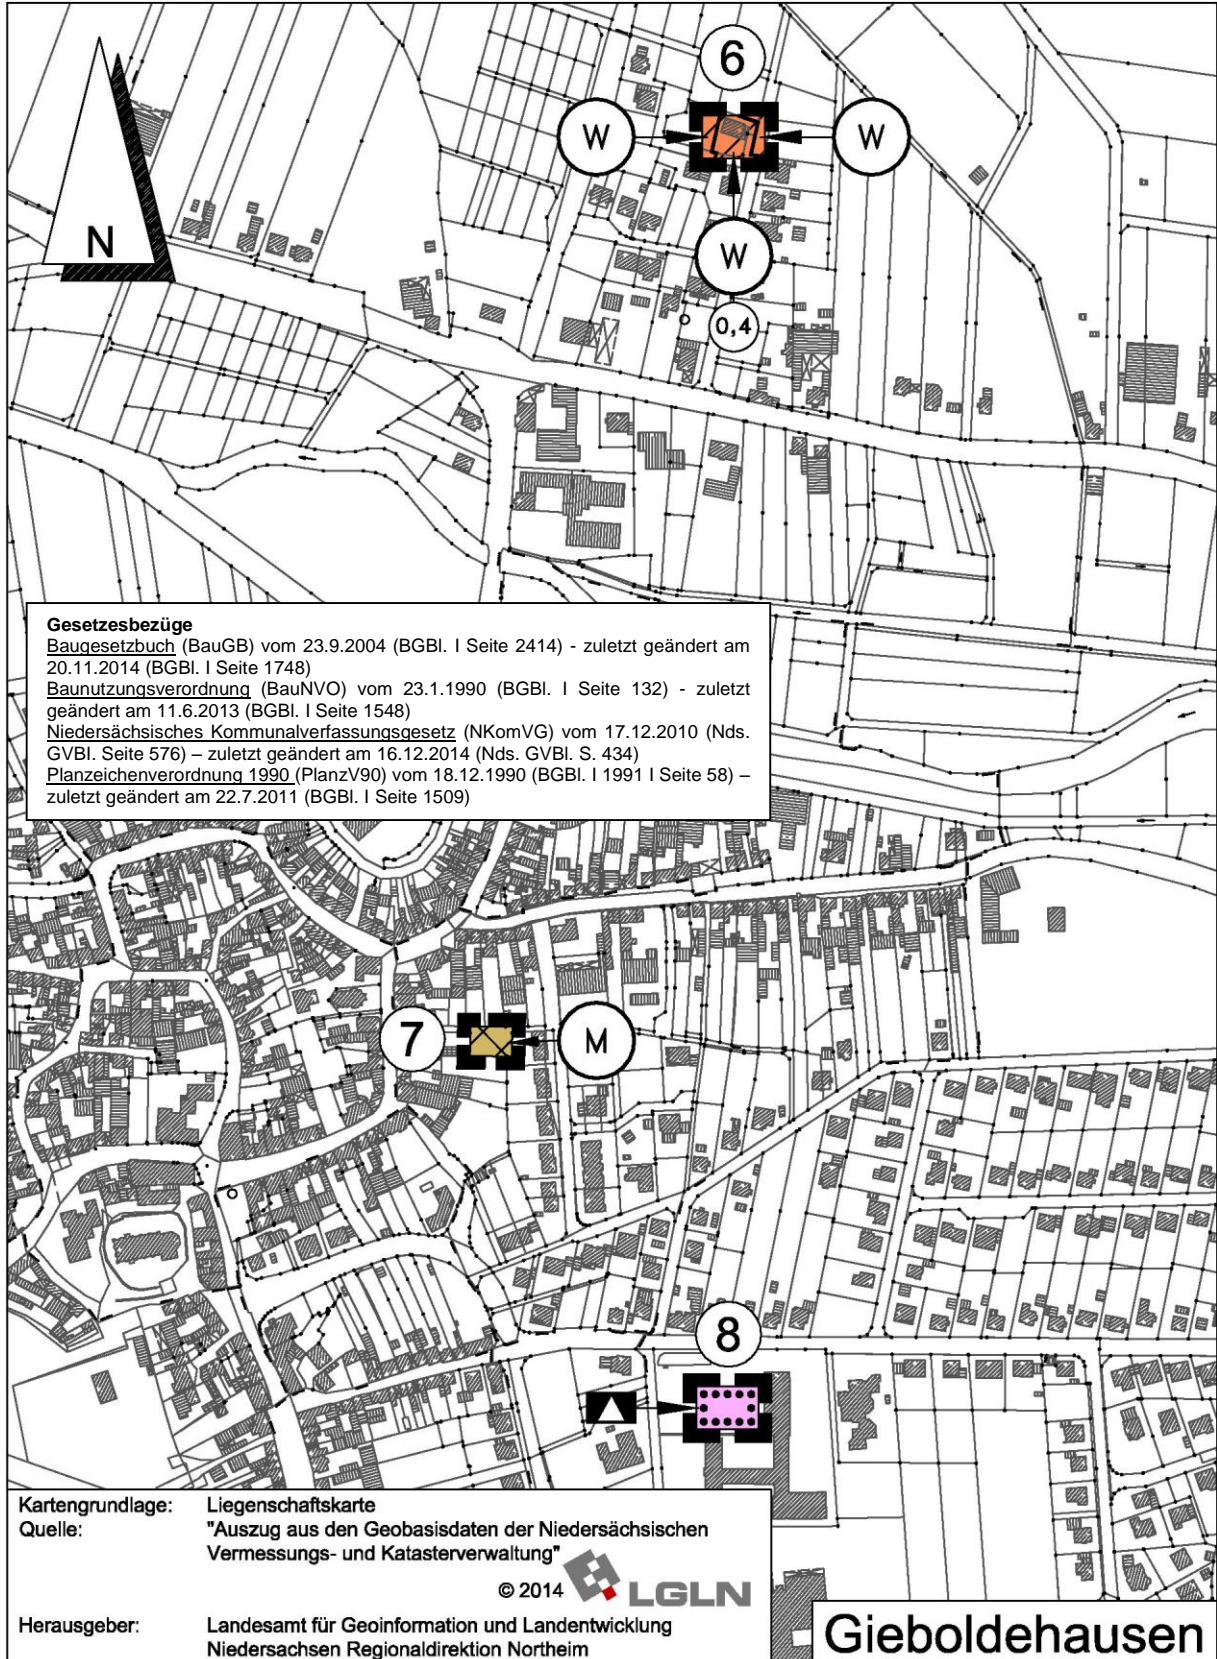 6
W
W
N
W
0,4
Gesetzesbezüge
Baugesetzbuch (BauGB) vom 23.9.2004 (BGBl. I Seite 2414) - zuletzt geändert am
20.11.2014 (BGBl. I Seite 1748)
Baunutzungsverordnung (BauNVO) vom 23.1.1990 (BGBl. I Seite 132) - zuletzt
geändert am 11.6.2013 (BGBl. I Seite 1548)
Niedersächsisches Kommunalverfassungsgesetz (NKomVG) vom 17.12.2010 (Nds.
GVBl. Seite 576) – zuletzt geändert am 16.12.2014 (Nds. GVBl. S. 434)
Planzeichenverordnung 1990 (PlanzV90) vom 18.12.1990 (BGBl. I 1991 I Seite 58) –
zuletzt geändert am 22.7.2011 (BGBl. I Seite 1509)
7
M
8
Kartengrundlage: Liegenschaftskarte
Quelle: "Auszug aus den Geobasisdaten der Niedersächsischen
Vermessungs- und Katasterverwaltung"
© 2014 LGLN
Herausgeber: Landesamt für Geoinformation und Landentwicklung
Niedersachsen Regionaldirektion Northeim
Gieboldehausen